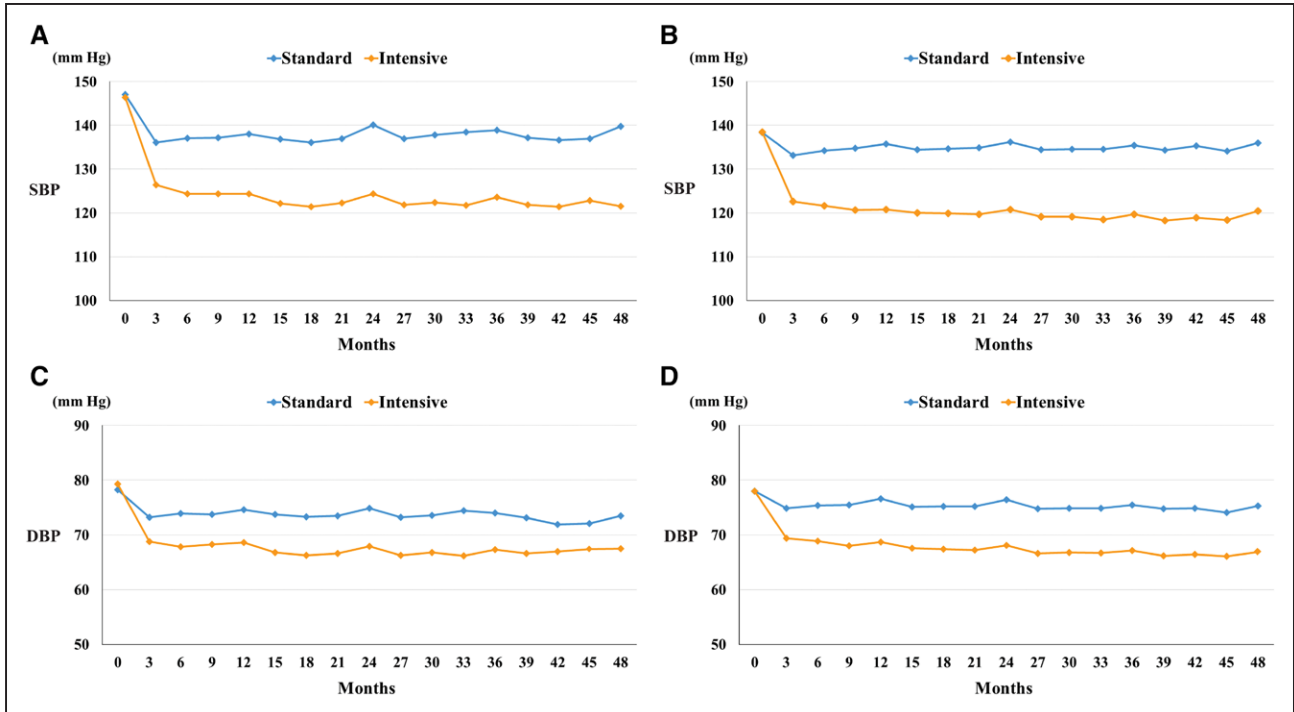 A
(mm Hg)
Standard Intensive
150
140
130
120
110
100
SBP
0 3 6 9 12 15 18 21 24 27 30 33 36 39 42 45 48
Months
B
(mm Hg)
Standard Intensive
150
140
130
120
110
100
SBP
0 3 6 9 12 15 18 21 24 27 30 33 36 39 42 45 48
Months
C
(mm Hg)
Standard Intensive
90
80
70
60
50
DBP
0 3 6 9 12 15 18 21 24 27 30 33 36 39 42 45 48
Months
D
(mm Hg)
Standard Intensive
90
80
70
60
50
DBP
0 3 6 9 12 15 18 21 24 27 30 33 36 39 42 45 48
Months